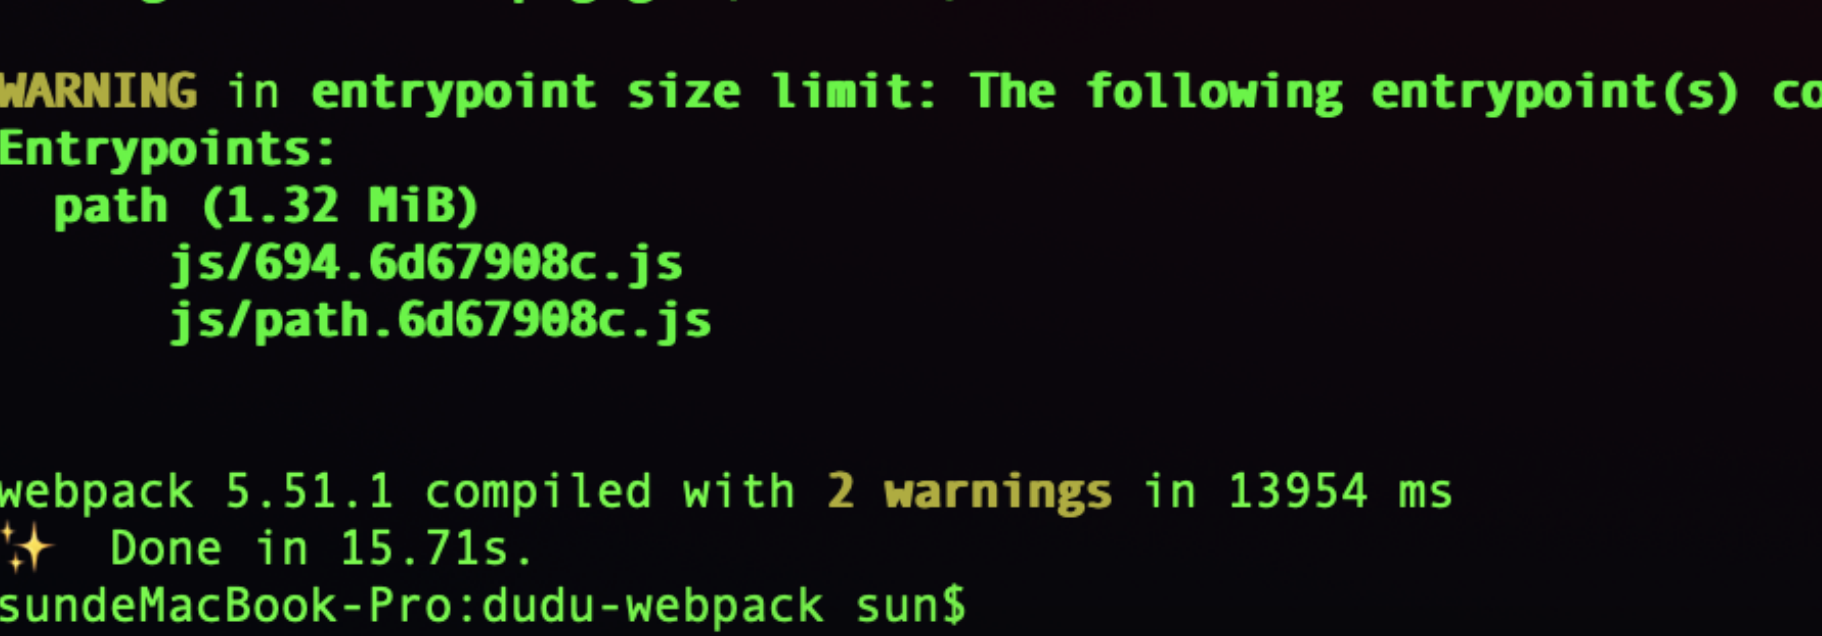 WARNING in entrypoint size limit: The following entrypoint(s) co
Entrypoints:
path (1.32 MiB)
js/694.6d67908c.js
js/path.6d67908c.js
webpack 5.51.1 compiled with 2 warnings in 13954 ms
✨ Done in 15.71s.
sundeMacBook-Pro:dudu-webpack sun$